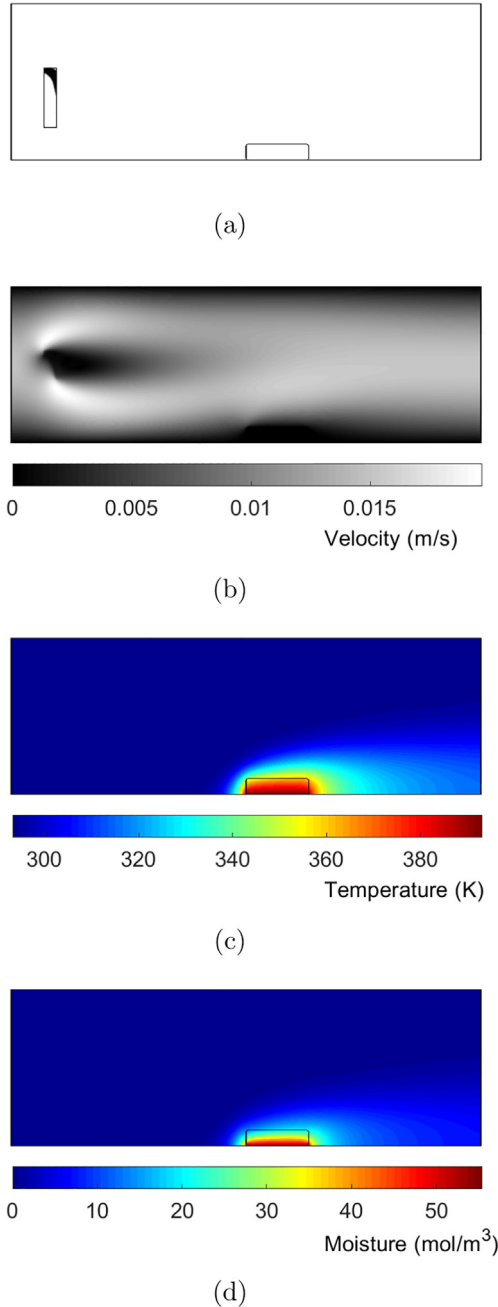 (a)
0 0.005 0.01 0.015
Velocity (m/s)
(b)
300 320 340 360 380
Temperature (K)
(c)
0 10 20 30 40 50
Moisture (mol/m³)
(d)